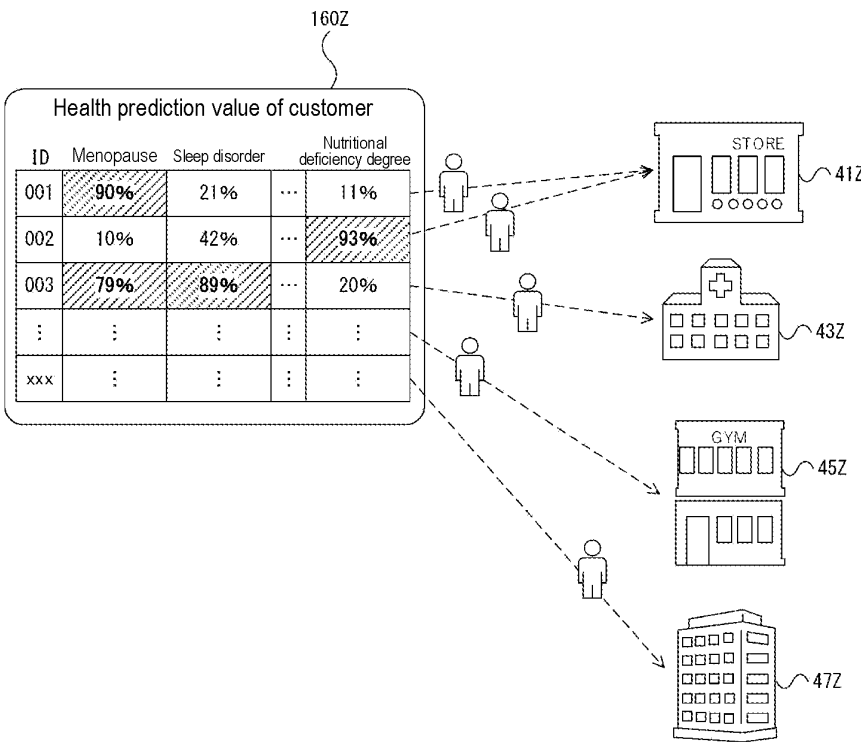 160Z
Health prediction value of customer
ID Menopause Sleep disorder Nutritional deficiency degree
001 90% 21% ... 11%
002 10% 42% ... 93%
003 79% 89% ... 20%
⋮ ⋮ ⋮ ⋮ ⋮
xxx ⋮ ⋮ ⋮ ⋮
STORE
41Z
43Z
GYM
45Z
47Z